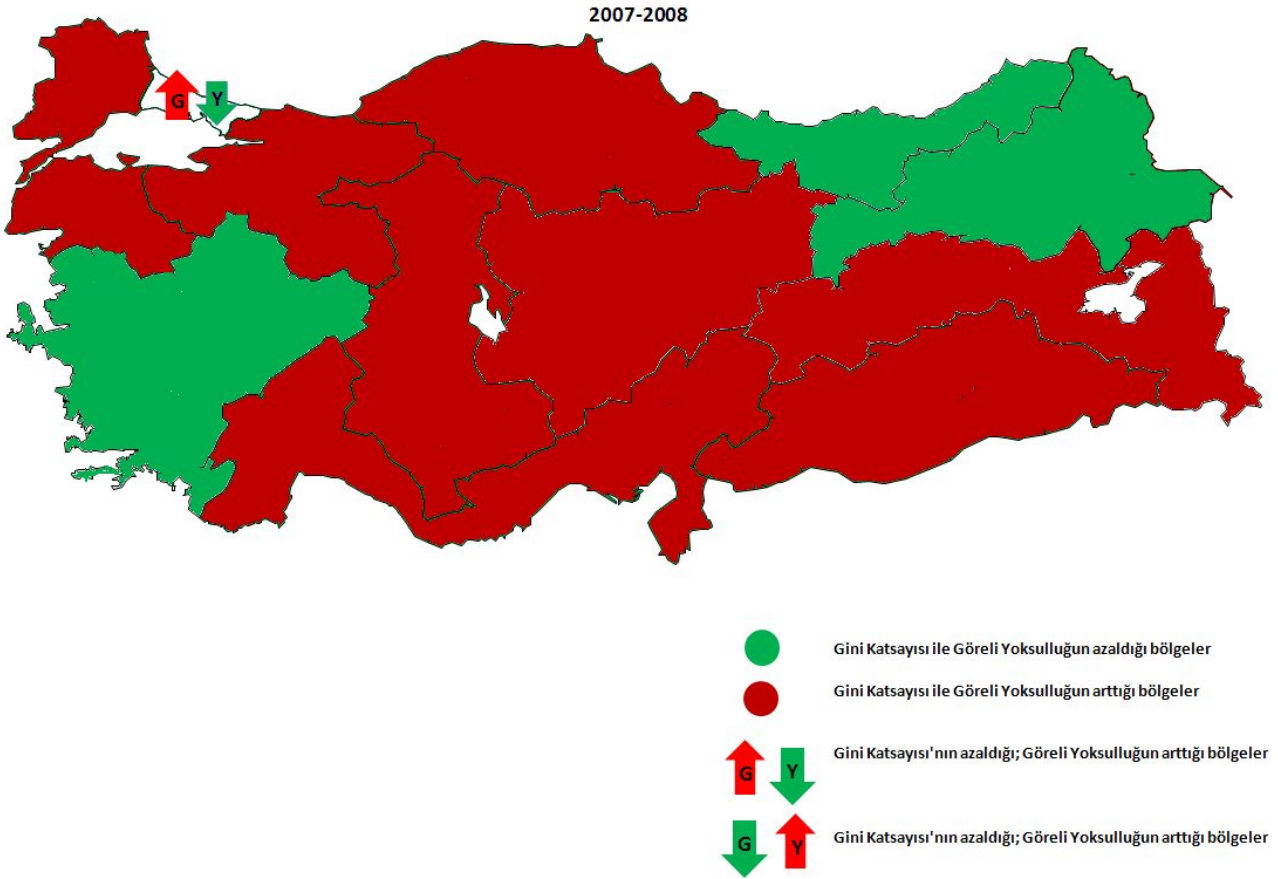 2007-2008
G Y
Gini Katsayısı ile Göreli Yoksulluğun azaldığı bölgeler
Gini Katsayısı ile Göreli Yoksulluğun arttığı bölgeler
G Y Gini Katsayısı'nın azaldığı; Göreli Yoksulluğun arttığı bölgeler
G Y Gini Katsayısı'nın azaldığı; Göreli Yoksulluğun arttığı bölgeler